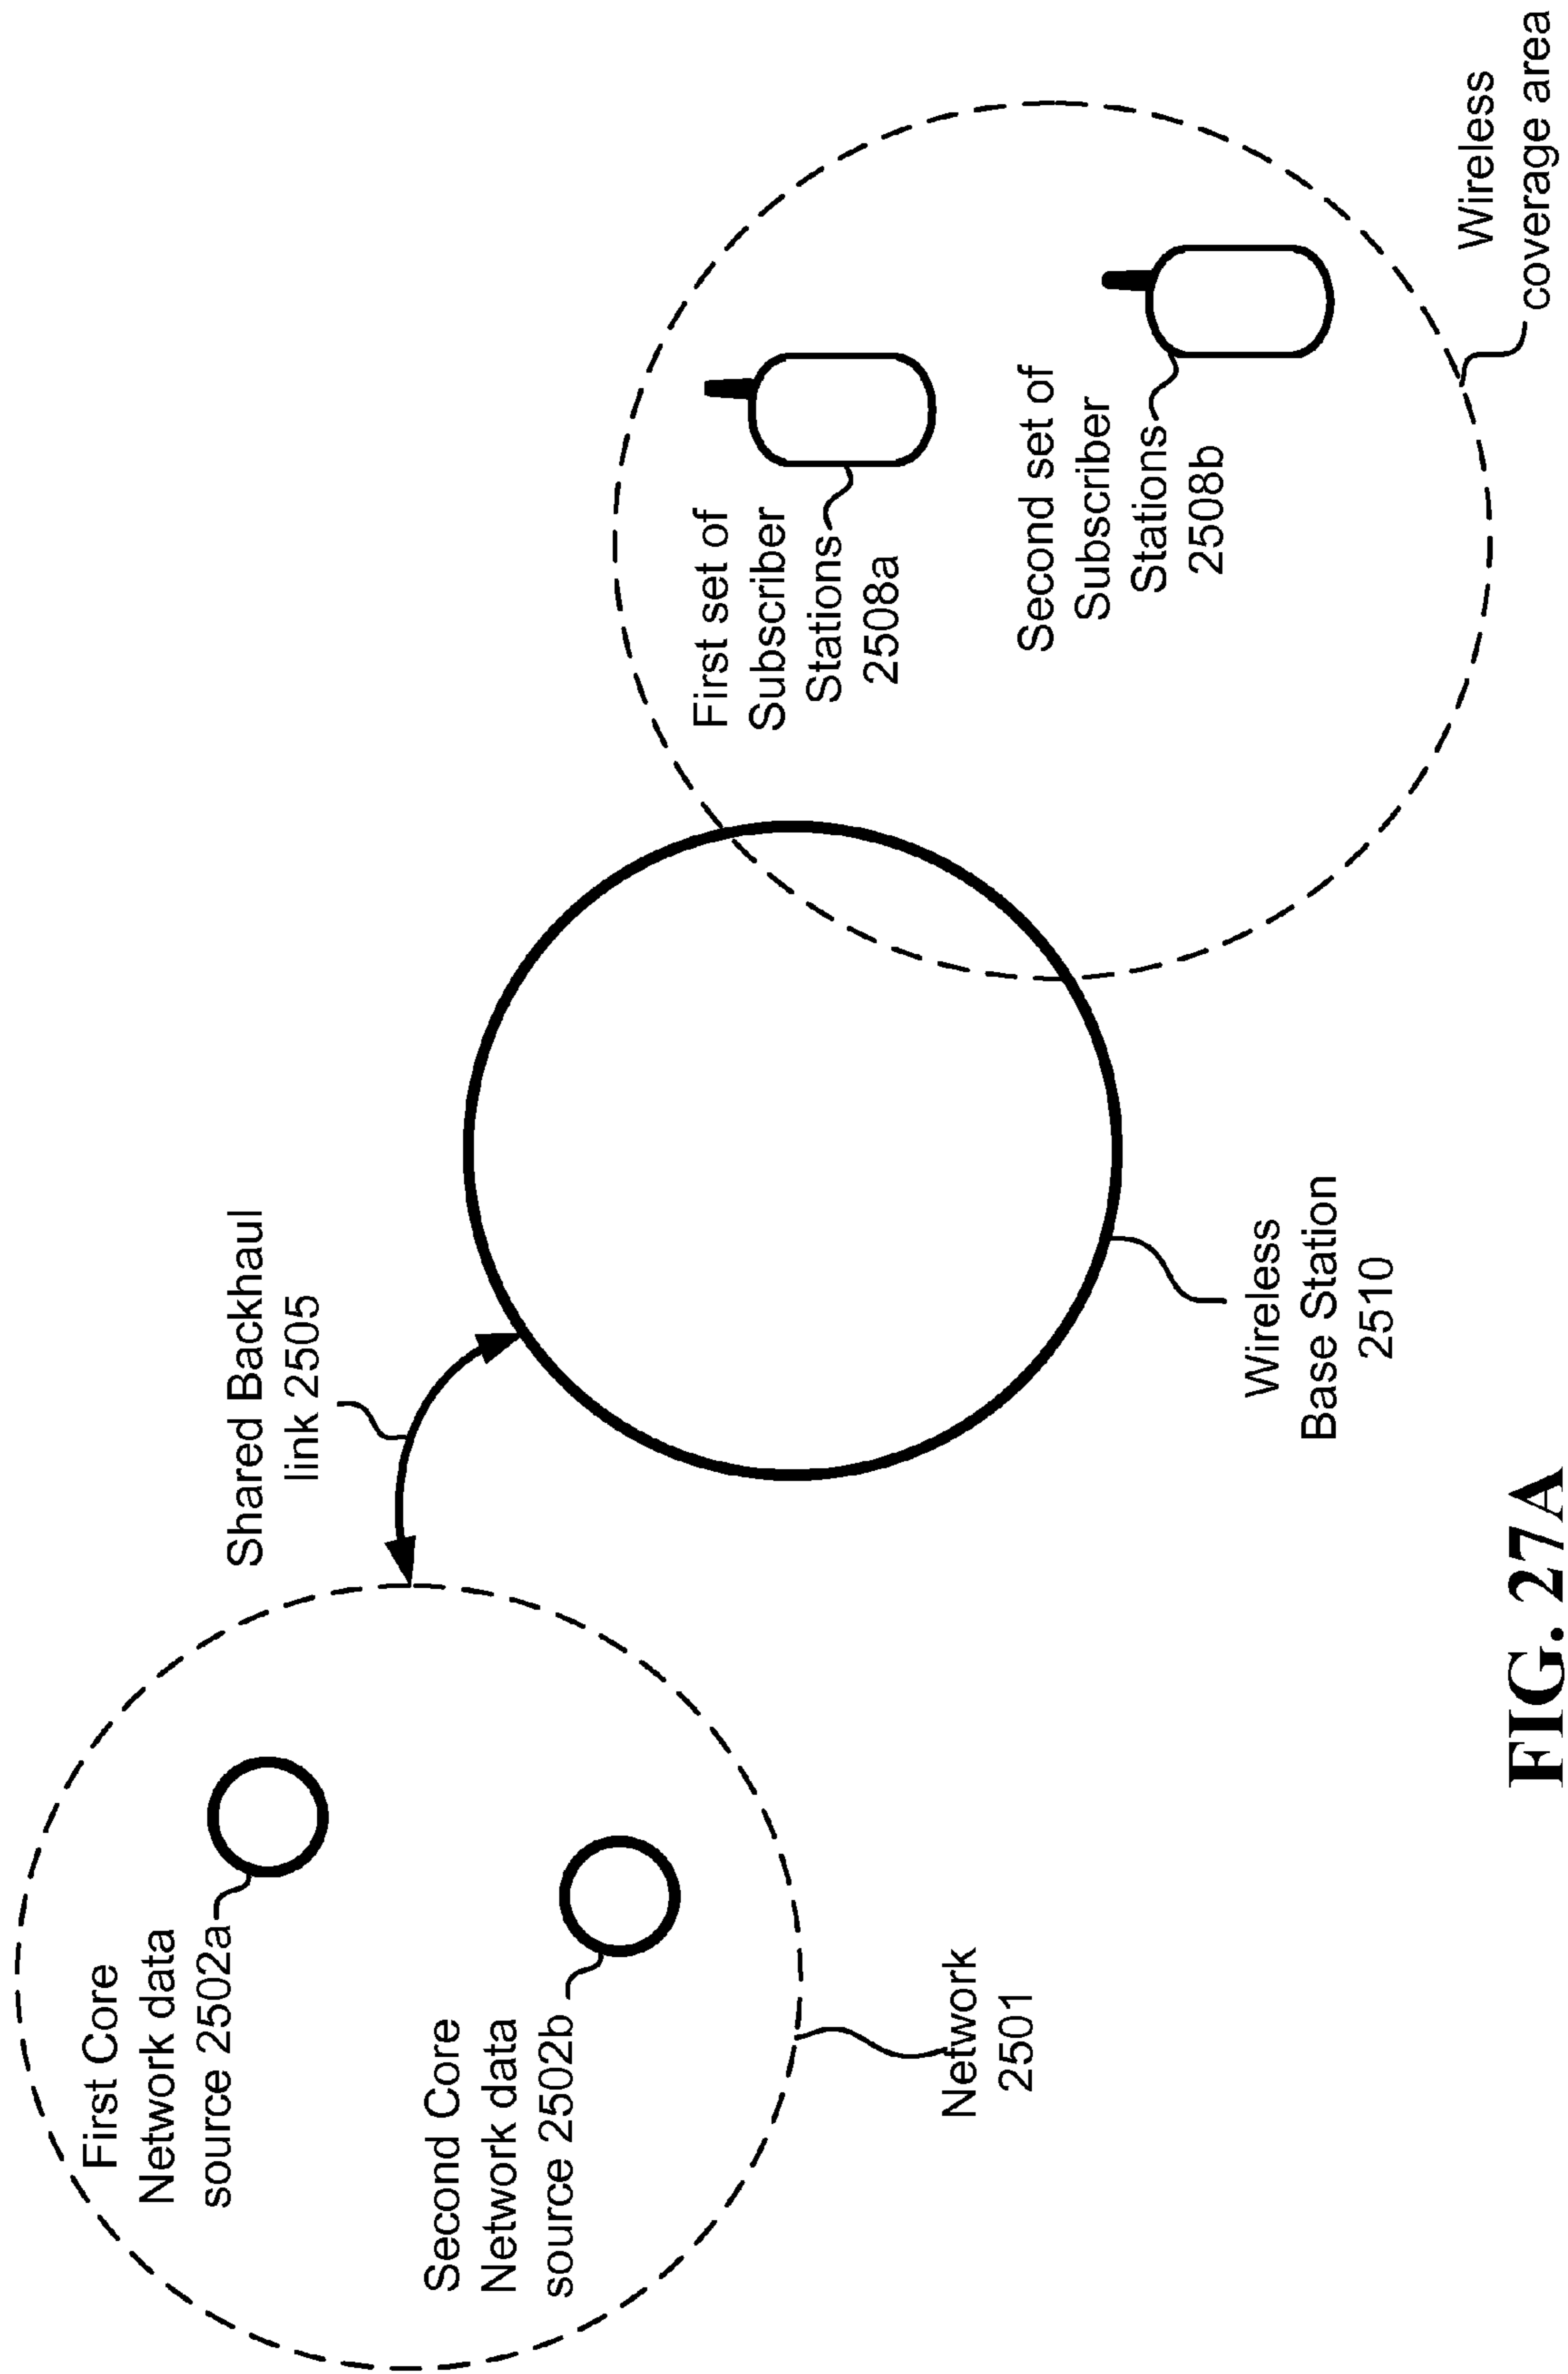 First Core
Network data
source 2502a
Second Core
Network data
source 2502b
Network
2501
Shared Backhaul
link 2505
Wireless
Base Station
2510
First set of
Subscriber
Stations
2508a
Second set of
Subscriber
Stations
2508b
Wireless
coverage area
FIG. 27A